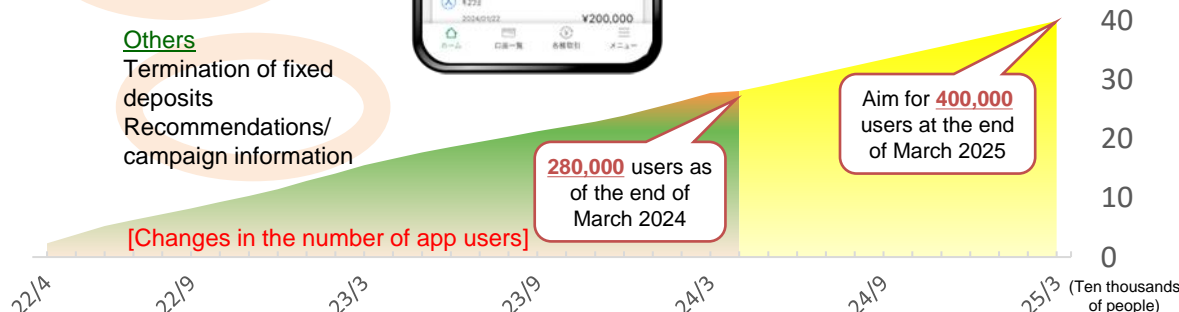 ¥273
2024/01/22
¥200,000
ホーム
口座一覧
各種取引
メニュー
Others
Termination of fixed
deposits
Recommendations/
campaign information
[Changes in the number of app users]
280,000 users as
of the end of
March 2024
Aim for 400,000
users at the end
of March 2025
40
30
20
10
0
22/4
22/9
23/3
23/9
24/3
24/9
25/3
(Ten thousands
of people)